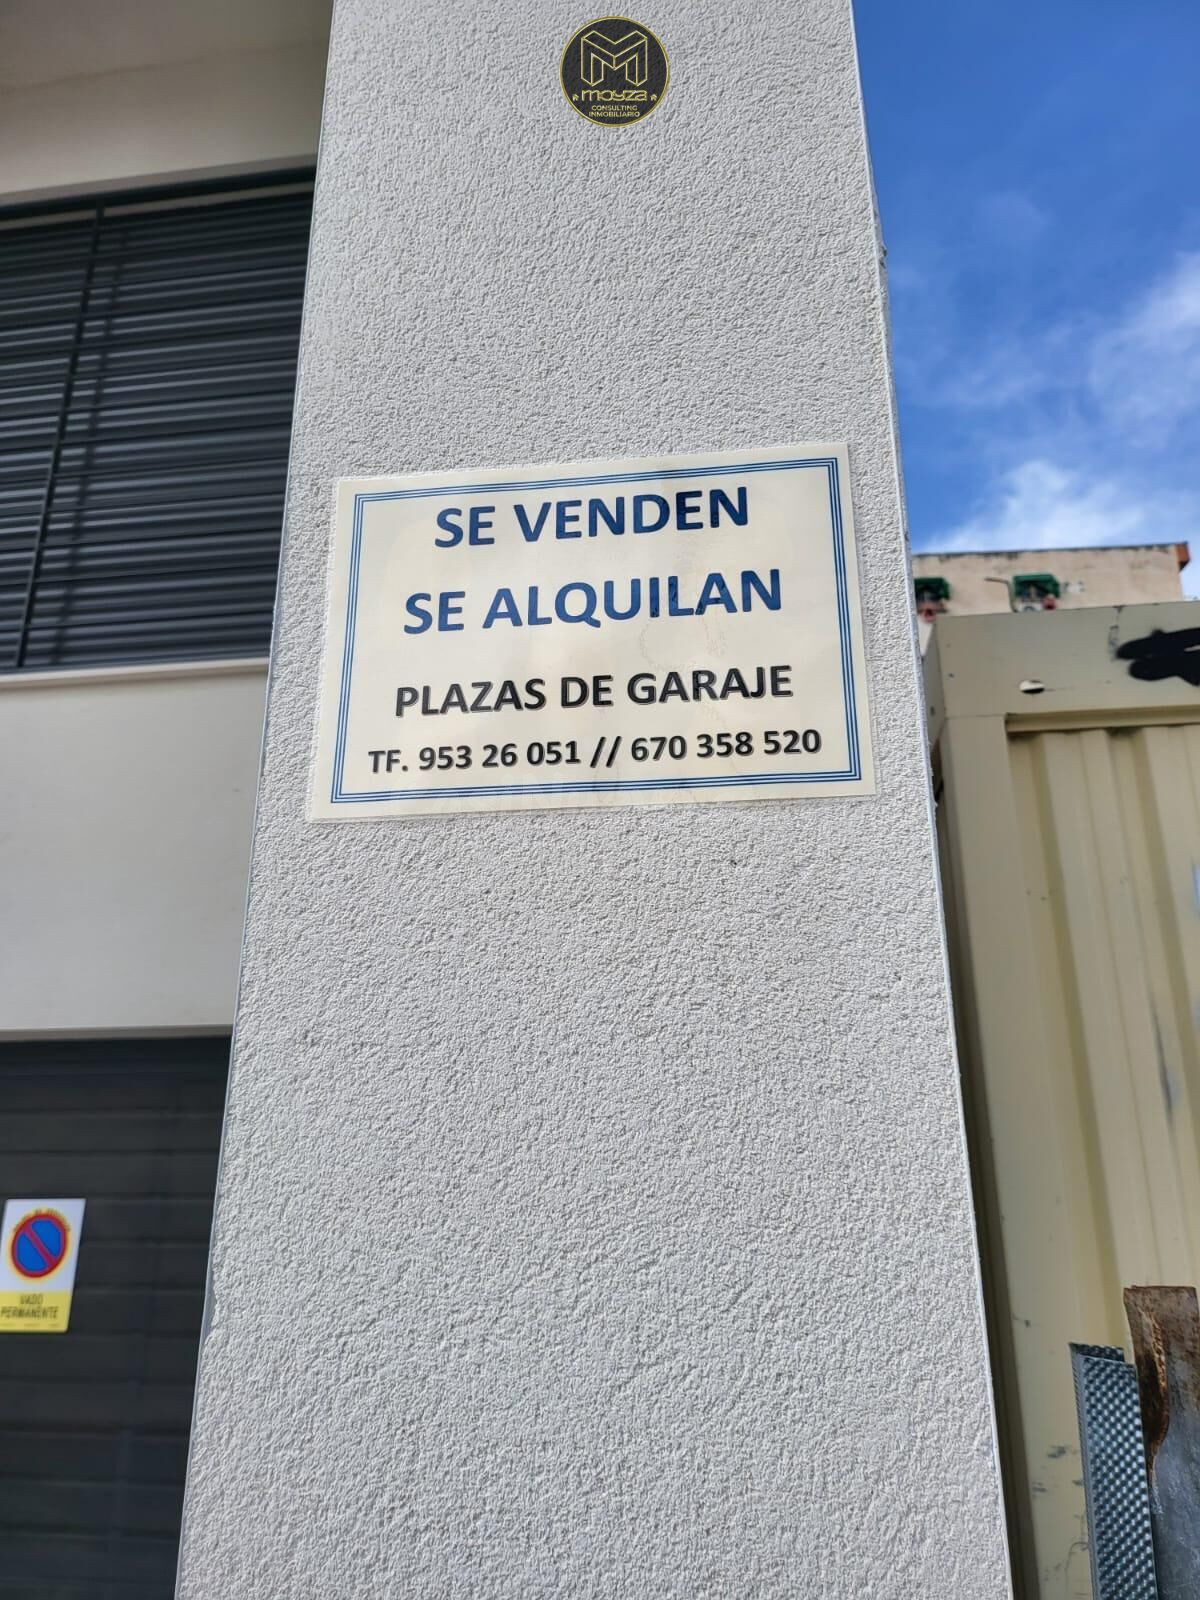 moyza
CONSULTING
INMOBILIARIO
SE VENDEN
SE ALQUILAN
PLAZAS DE GARAJE
TF. 953 26 051 // 670 358 520
VADO
PERMANENTE